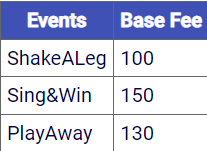 Events Base Fee
ShakeALeg 100
Sing&Win 150
PlayAway 130